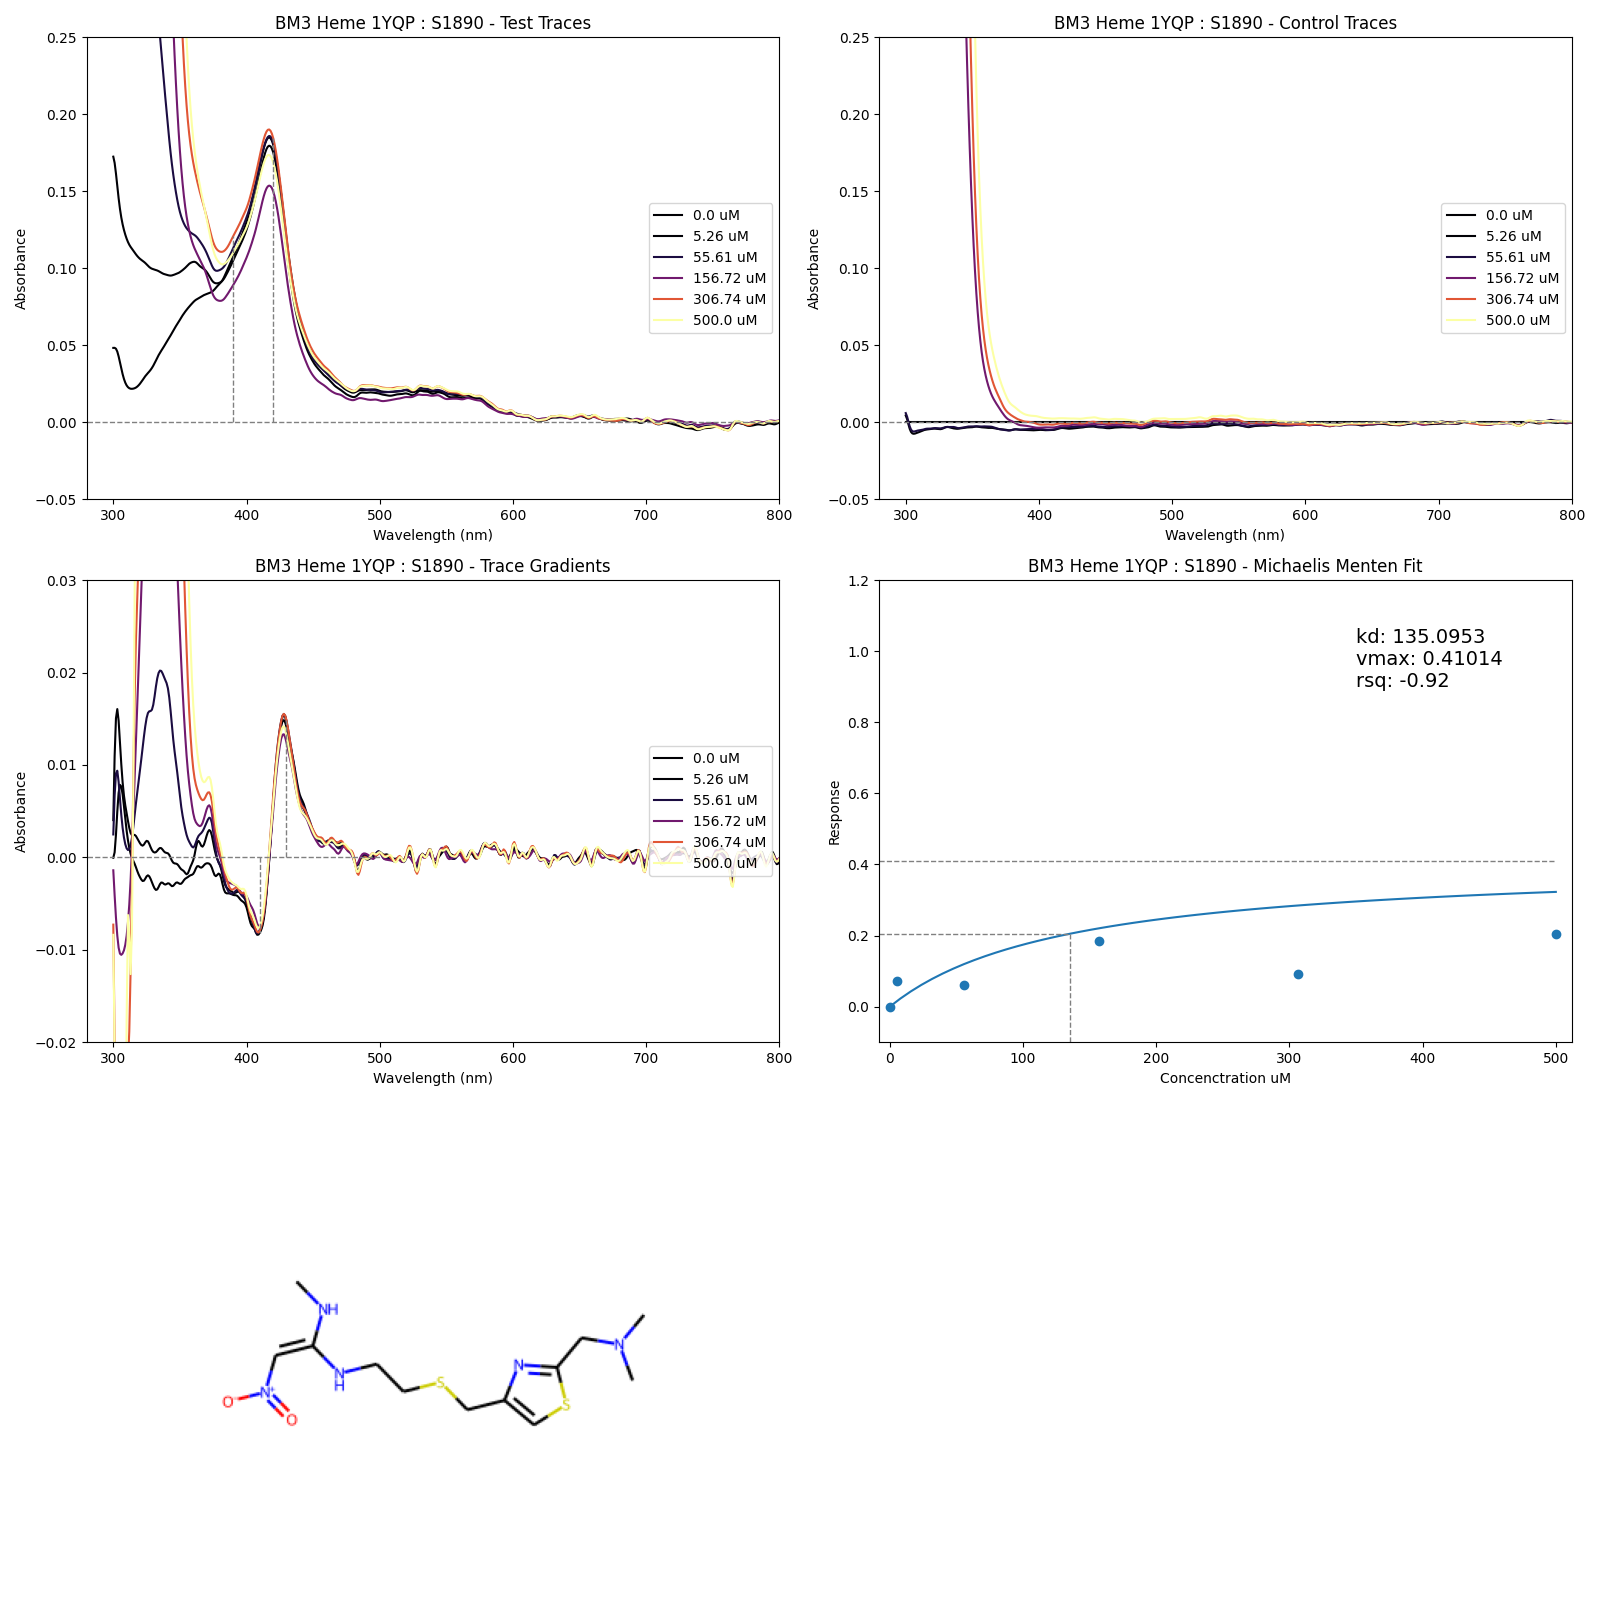 BM3 Heme 1YQP : S1890 - Test Traces
0.25
0.20
0.15
0.10
0.05
0.00
−0.05
Absorbance
300
400
500
600
700
800
Wavelength (nm)
0.0 uM
5.26 uM
55.61 uM
156.72 uM
306.74 uM
500.0 uM
BM3 Heme 1YQP : S1890 - Control Traces
0.25
0.20
0.15
0.10
0.05
0.00
−0.05
Absorbance
300
400
500
600
700
800
Wavelength (nm)
0.0 uM
5.26 uM
55.61 uM
156.72 uM
306.74 uM
500.0 uM
BM3 Heme 1YQP : S1890 - Trace Gradients
0.03
0.02
0.01
0.00
−0.01
−0.02
Absorbance
300
400
500
600
700
800
Wavelength (nm)
0.0 uM
5.26 uM
55.61 uM
156.72 uM
306.74 uM
500.0 uM
BM3 Heme 1YQP : S1890 - Michaelis Menten Fit
1.2
1.0
0.8
0.6
0.4
0.2
0.0
Response
0
100
200
300
400
500
Concenctration uM
kd: 135.0953
vmax: 0.41014
rsq: -0.92
NH
N
H
N+
O-
O
S
N
S
N